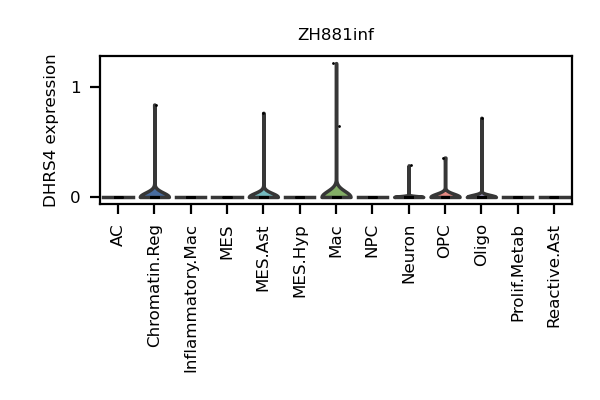 ZH881inf
DHRS4 expression
1
0
AC
Chromatin.Reg
Inflammatory.Mac
MES
MES.Ast
MES.Hyp
Mac
NPC
Neuron
OPC
Oligo
Prolif.Metab
Reactive.Ast